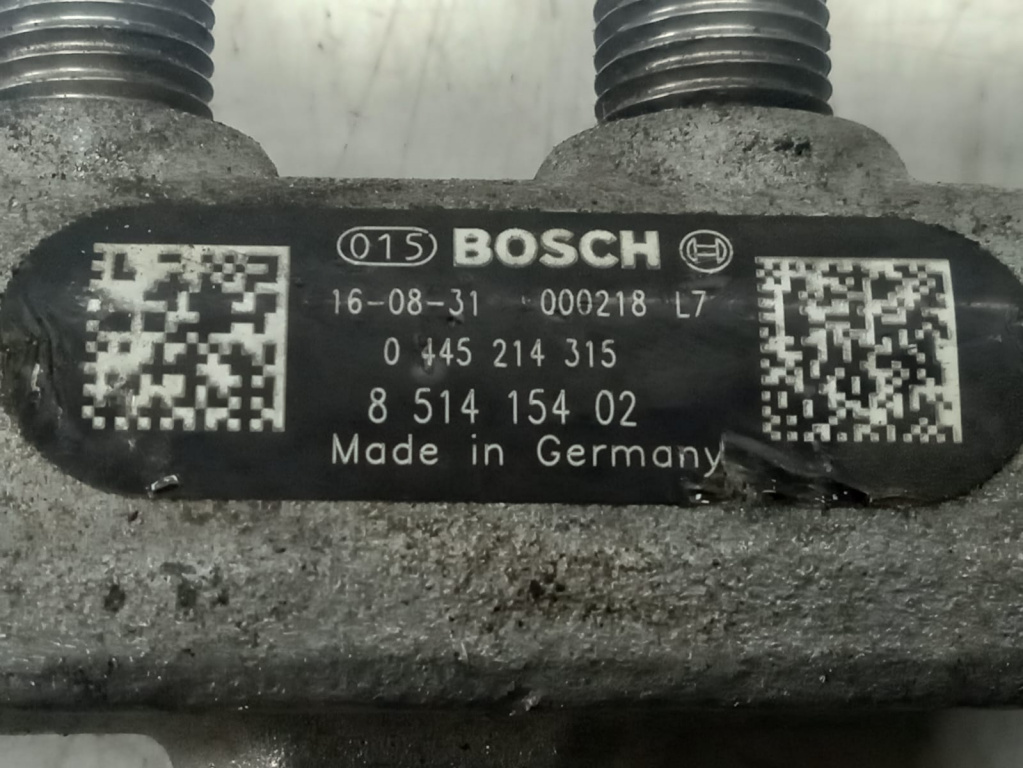 015 BOSCH
16-08-31 000218 L7
0 445 214 315
8 514 154 02
Made in Germany